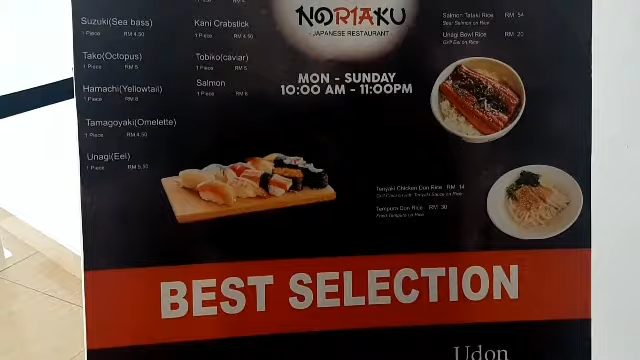 NORIAKU
- JAPANESE RESTAURANT -
MON - SUNDAY
10:00 AM - 11:00PM
Suzuki(Sea bass)
1 Piece RM 4.50
Tako(Octopus)
1 Piece RM 5
Hamachi(Yellowtail)
1 Piece RM 6
Tamagoyaki(Omelette)
1 Piece RM 4.50
Unagi(Eel)
1 Piece RM 5.50
Kani Crabstick
1 Piece RM 4.50
Tobiko(caviar)
1 Piece RM 5
Salmon
1 Piece RM 6
Salmon Tataki Rice RM 54
Unagi Bowl Rice RM 20
Teriyaki Chicken Don Rice RM 14
Tempura Don Rice RM 30
BEST SELECTION
Udon